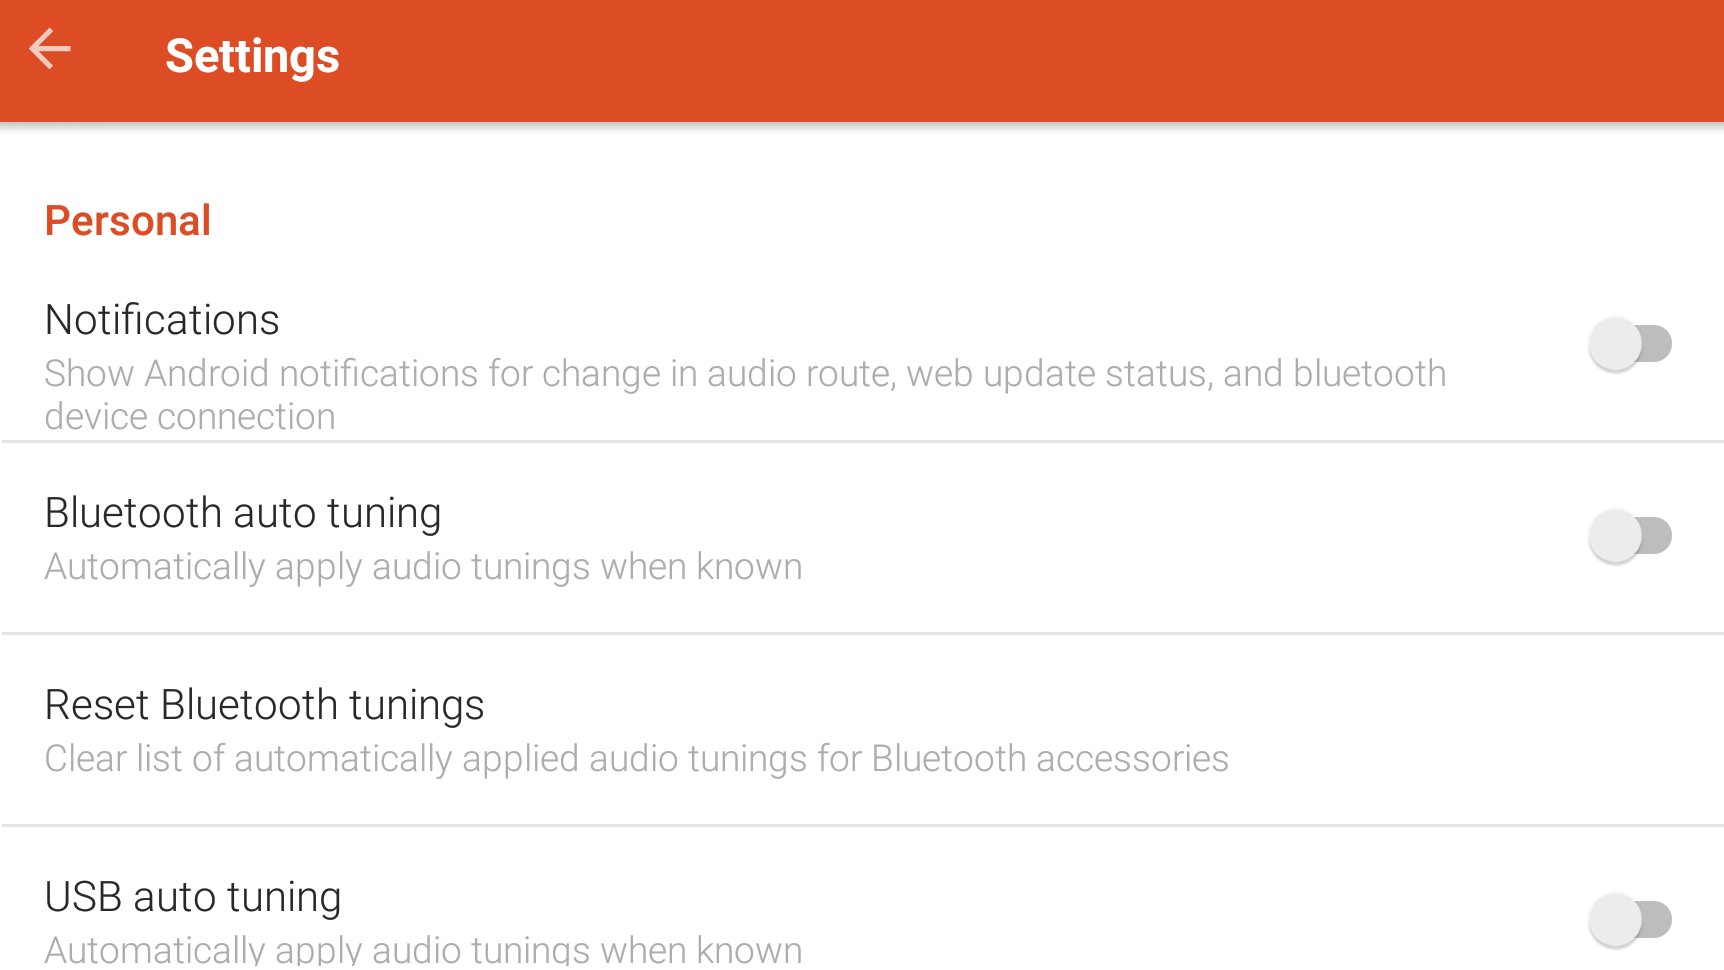 Settings
Personal
Notifications
Show Android notifications for change in audio route, web update status, and bluetooth
device connection
Bluetooth auto tuning
Automatically apply audio tunings when known
Reset Bluetooth tunings
Clear list of automatically applied audio tunings for Bluetooth accessories
USB auto tuning
Automatically apply audio tunings when known